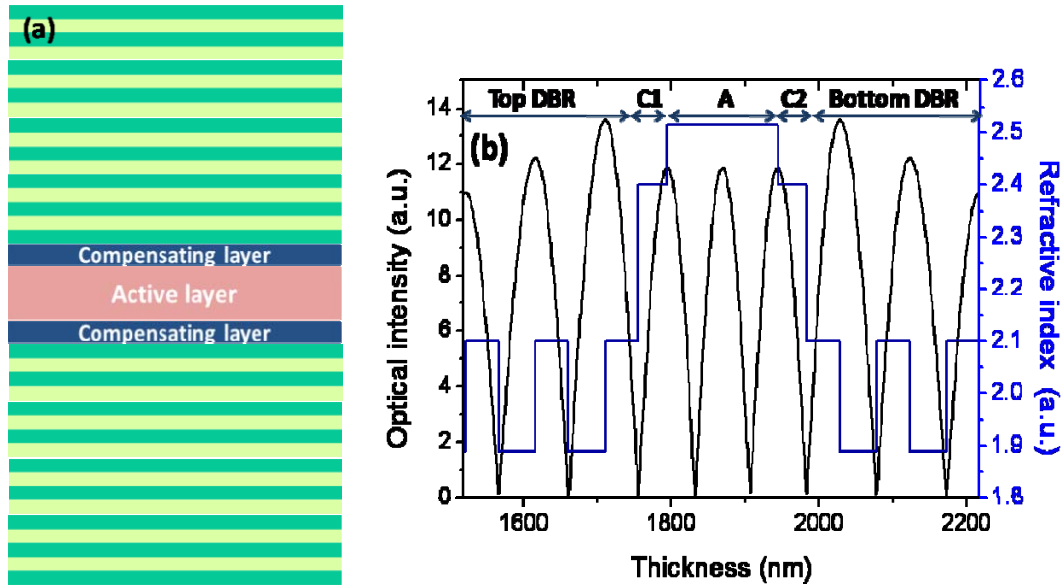 (a)
Compensating layer
Active layer
Compensating layer
(b)
Top DBR
C1
A
C2
Bottom DBR
14
12
10
8
6
4
2
0
Optical intensity (a.u.)
1600
1800
2000
2200
Thickness (nm)
2.6
2.5
2.4
2.3
2.2
2.1
2.0
1.9
1.8
Refractive index (a.u.)